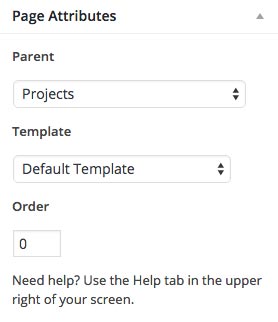 Page Attributes
Parent
Projects
Template
Default Template
Order
0
Need help? Use the Help tab in the upper
right of your screen.